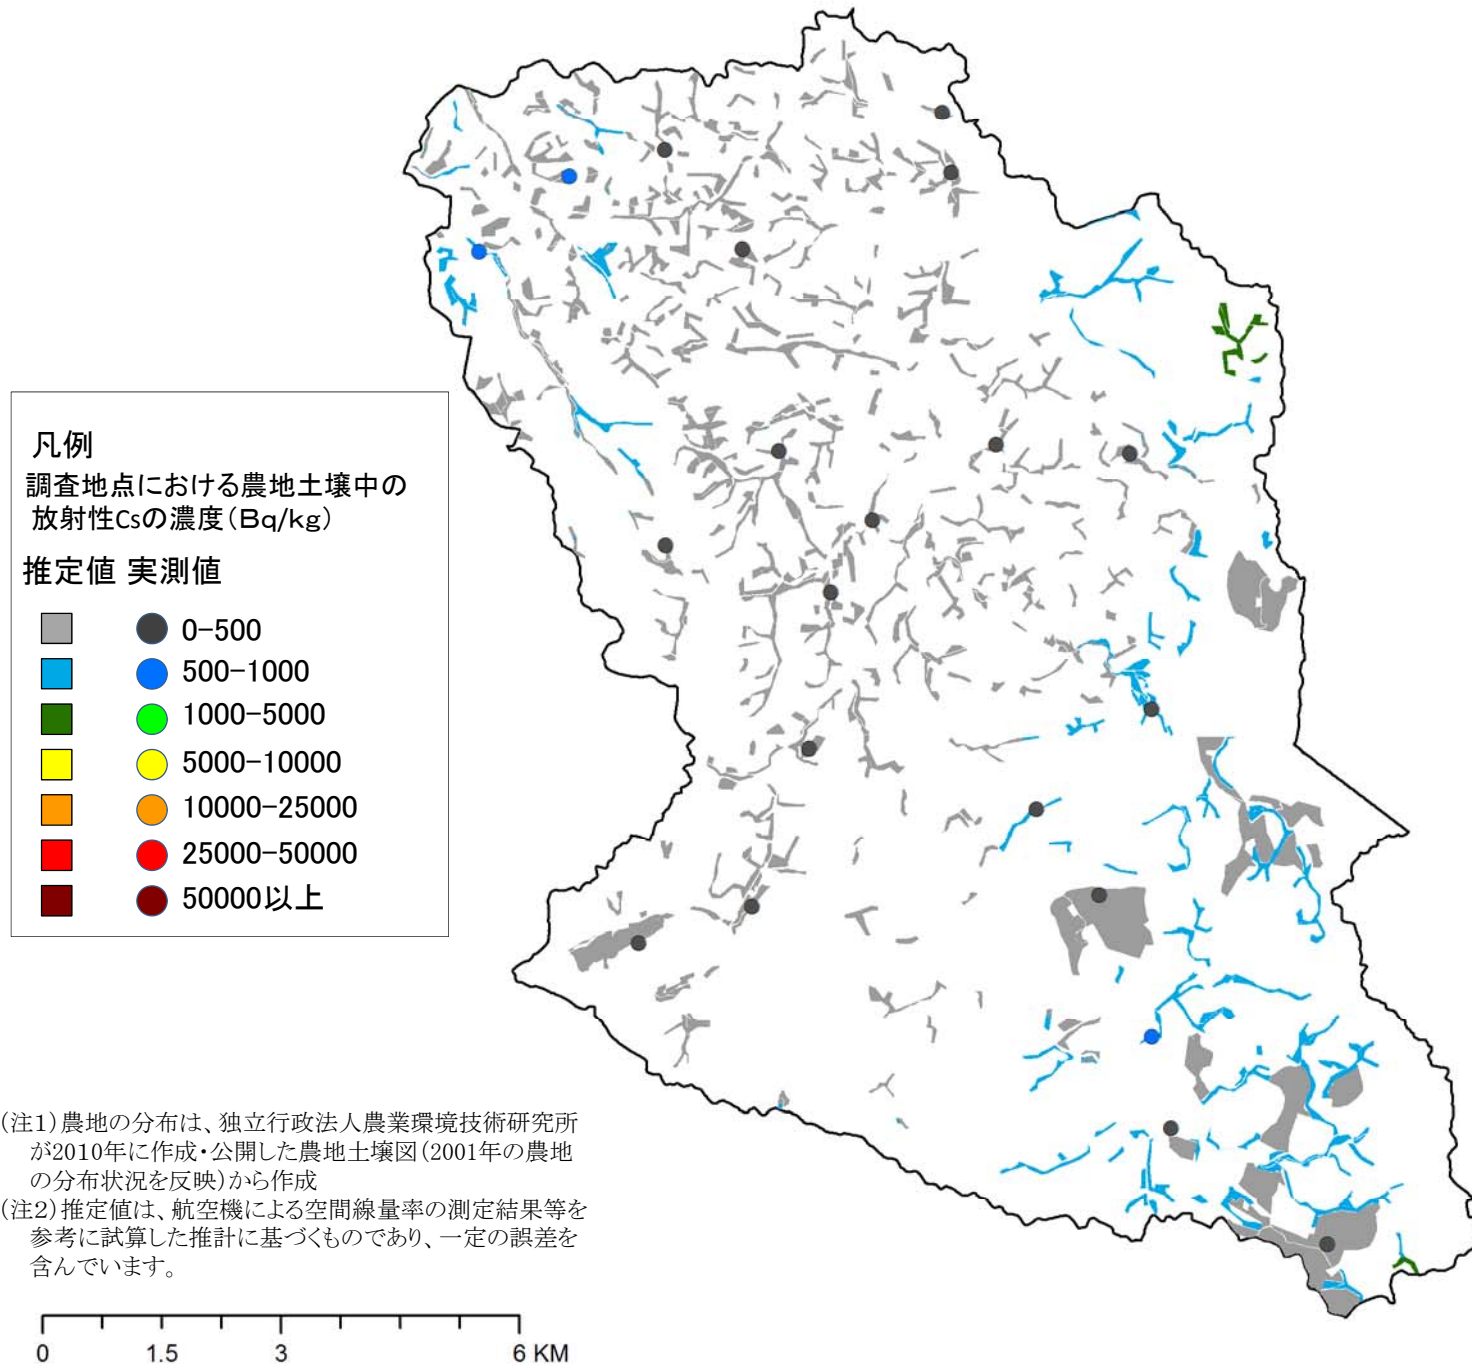 凡例
調査地点における農地土壌中の
放射性Csの濃度(Bq/kg)
推定値 実測値
0-500
500-1000
1000-5000
5000-10000
10000-25000
25000-50000
50000以上
(注1)農地の分布は、独立行政法人農業環境技術研究所
が2010年に作成・公開した農地土壌図(2001年の農地
の分布状況を反映)から作成
(注2)推定値は、航空機による空間線量率の測定結果等を
参考に試算した推計に基づくものであり、一定の誤差を
含んでいます。
0 1.5 3 6 KM